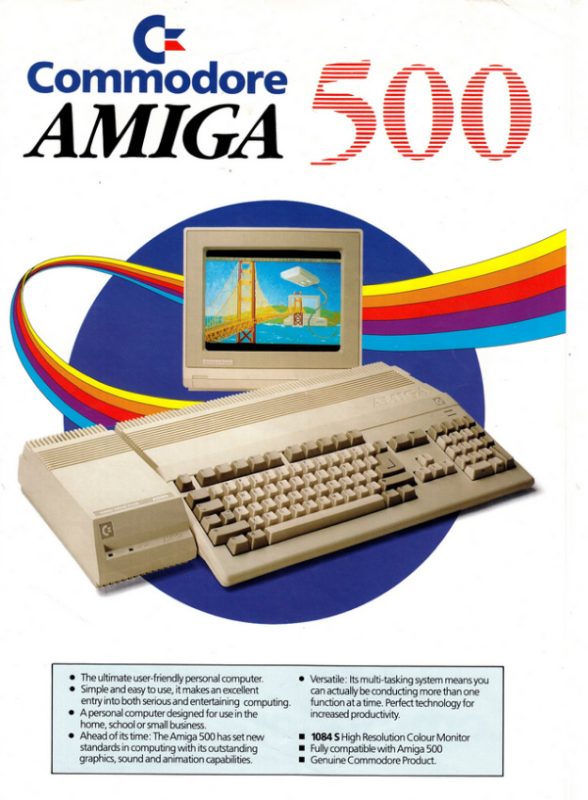 Commodore
AMIGA 500
• The ultimate user-friendly personal computer.
• Simple and easy to use, it makes an excellent
entry into both serious and entertaining computing.
• A personal computer designed for use in the
home, school or small business.
• Ahead of its time: The Amiga 500 has set new
standards in computing with its outstanding
graphics, sound and animation capabilities.
• Versatile: Its multi-tasking system means you
can actually be conducting more than one
function at a time. Perfect technology for
increased productivity.
■ 1084 S High Resolution Colour Monitor
■ Fully compatible with Amiga 500
■ Genuine Commodore Product.